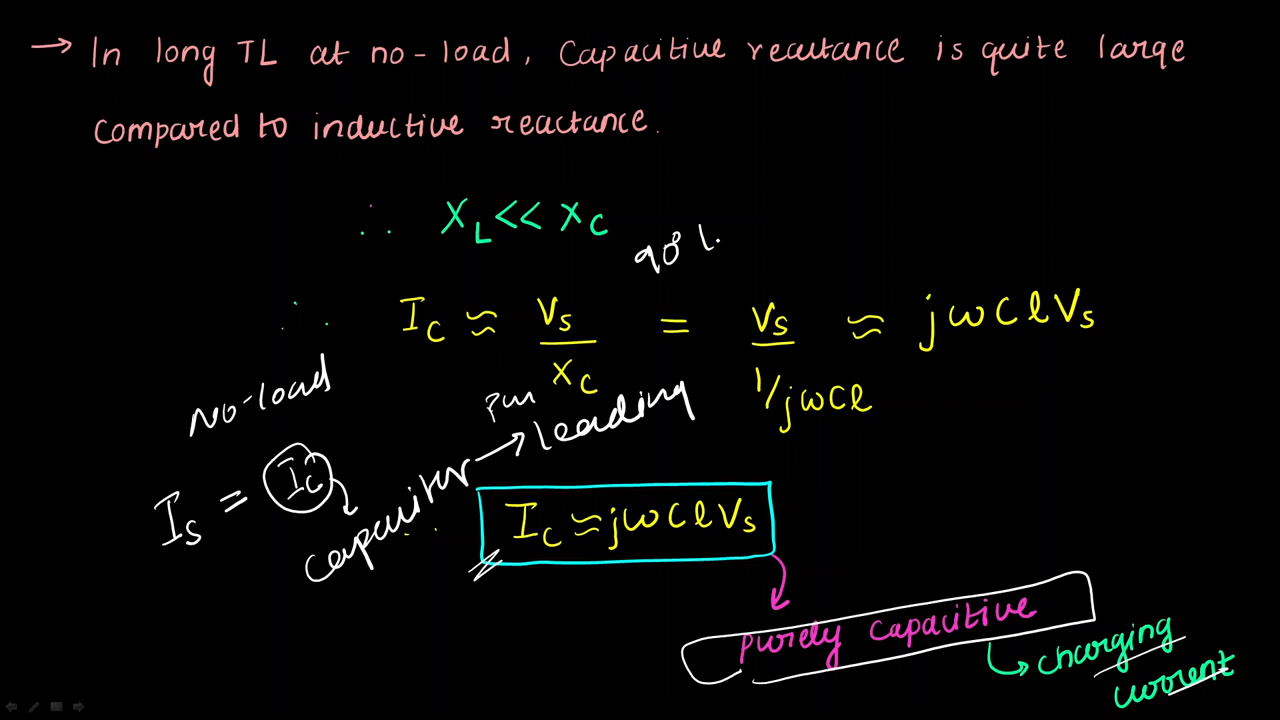 → In long TL at no-load, Capacitive reactance is quite large
compared to inductive reactance.
∴ X_L << X_C
90° l.
∴ I_C ≈ V_S / X_C = V_S / (1/jωCl) ≈ jωClV_S
No-load
Pur
I_S = I_C
capacitor → leading
∴ I_C ≈ jωClV_S
Purely capacitive
charging
current